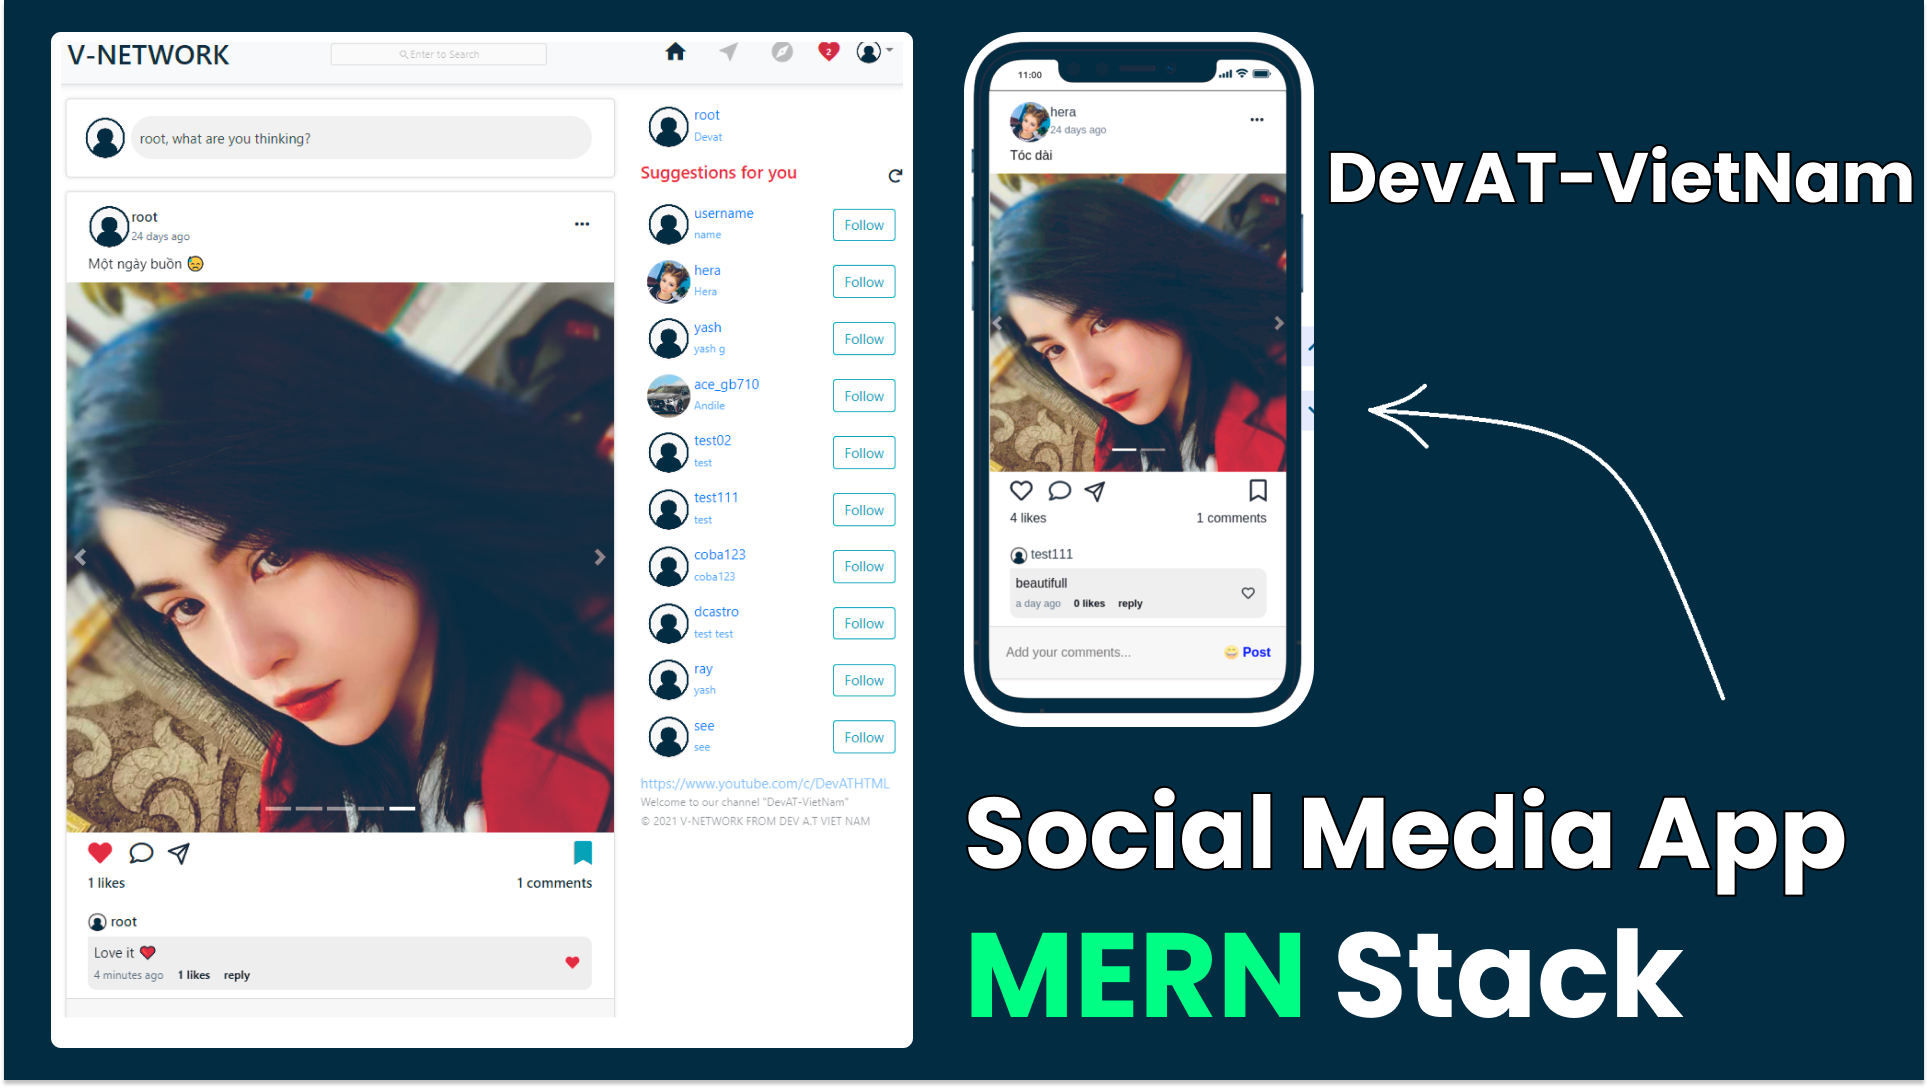 V-NETWORK
Enter to Search
2
root, what are you thinking?
root
24 days ago
Một ngày buồn 😓
1 likes
1 comments
root
Love it ❤️
4 minutes ago 1 likes reply
root
Devat
Suggestions for you
username
name
Follow
hera
Hera
Follow
yash
yash g
Follow
ace_gb710
Andile
Follow
test02
test
Follow
test111
test
Follow
coba123
coba123
Follow
dcastro
test test
Follow
ray
yash
Follow
see
see
Follow
https://www.youtube.com/c/DevATHTML
Welcome to our channel "DevAT-VietNam"
© 2021 V-NETWORK FROM DEV A.T VIET NAM
11:00
hera
24 days ago
Tóc dài
4 likes
1 comments
test111
beautifull
a day ago 0 likes reply
Add your comments...
😄 Post
DevAT-VietNam
Social Media App
MERN Stack